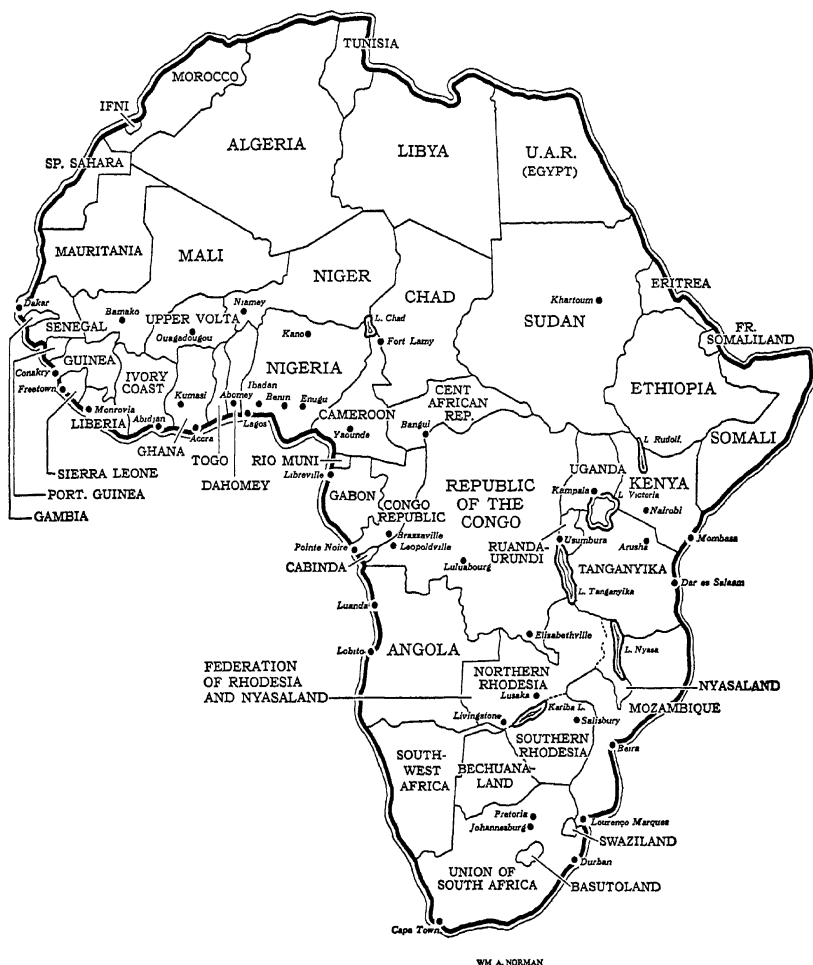 TUNISIA
MOROCCO
IFNI
ALGERIA
LIBYA
U.A.R.
(EGYPT)
SP. SAHARA
MAURITANIA
MALI
NIGER
CHAD
SUDAN
Khartoum
ERITREA
FR.
SOMALILAND
Dakar
SENEGAL
Bamako
UPPER VOLTA
Ouagadougou
Niamey
L. Chad
Fort Lamy
Kano
NIGERIA
GUINEA
Conakry
Freetown
IVORY
COAST
Kumasi
Abomey
Ibadan
Benin
Enugu
Monrovia
LIBERIA
Abidjan
Accra
Lagos
GHANA
TOGO
DAHOMEY
SIERRA LEONE
PORT. GUINEA
GAMBIA
CAMEROON
Yaounde
CENT
AFRICAN
REP.
Bangui
ETHIOPIA
SOMALI
L. Rudolf.
RIO MUNI
Libreville
GABON
CONGO
REPUBLIC
Brazzaville
Leopoldville
Pointe Noire
CABINDA
REPUBLIC
OF THE
CONGO
Luluabourg
UGANDA
Kampala
L. Victoria
KENYA
Nairobi
RUANDA-
URUNDI
Usumbura
Arusha
Mombasa
TANGANYIKA
L. Tanganyika
Dar es Salaam
Luanda
Lobito
ANGOLA
Elisabethville
L. Nyasa
FEDERATION
OF RHODESIA
AND NYASALAND
NORTHERN
RHODESIA
Lusaka
Kariba L.
Livingstone
Salisbury
NYASALAND
MOZAMBIQUE
SOUTHERN
RHODESIA
Beira
SOUTH-
WEST
AFRICA
BECHUANA-
LAND
Pretoria
Johannesburg
Lourenço Marques
SWAZILAND
Durban
UNION OF
SOUTH AFRICA
BASUTOLAND
Cape Town
WM A. NORMAN